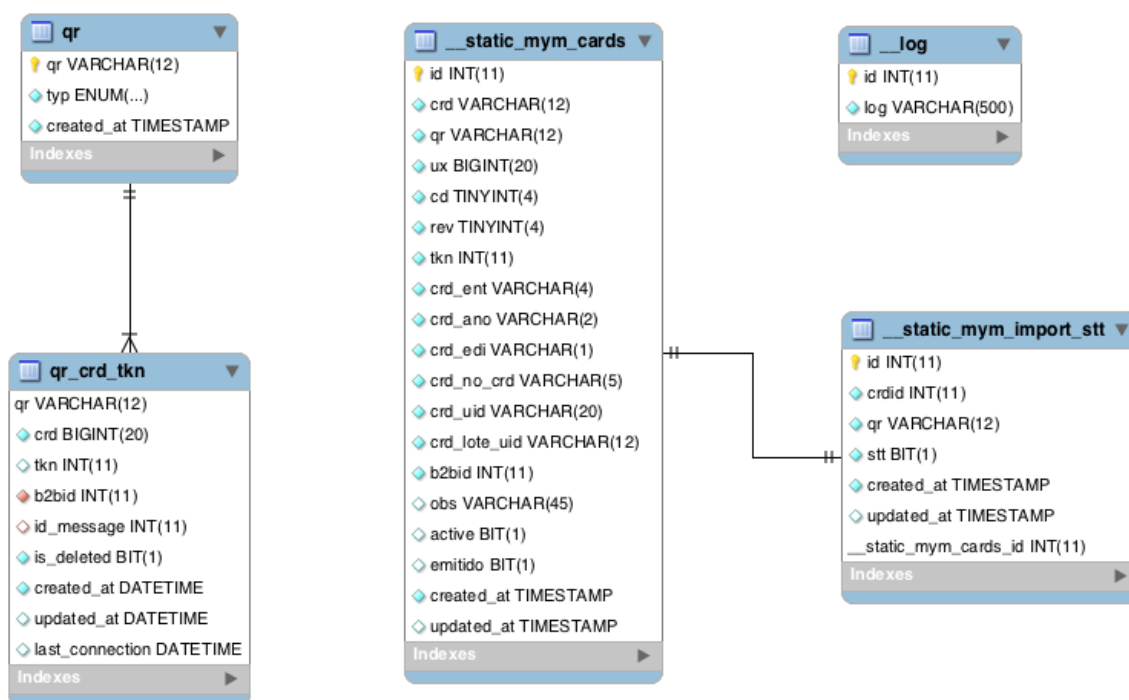 qr
qr VARCHAR(12)
typ ENUM(...)
created_at TIMESTAMP
Indexes
qr_crd_tkn
qr VARCHAR(12)
crd BIGINT(20)
tkn INT(11)
b2bid INT(11)
id_message INT(11)
is_deleted BIT(1)
created_at DATETIME
updated_at DATETIME
last_connection DATETIME
Indexes
__static_mym_cards
id INT(11)
crd VARCHAR(12)
qr VARCHAR(12)
ux BIGINT(20)
cd TINYINT(4)
rev TINYINT(4)
tkn INT(11)
crd_ent VARCHAR(4)
crd_ano VARCHAR(2)
crd_edi VARCHAR(1)
crd_no_crd VARCHAR(5)
crd_uid VARCHAR(20)
crd_lote_uid VARCHAR(12)
b2bid INT(11)
obs VARCHAR(45)
active BIT(1)
emitido BIT(1)
created_at TIMESTAMP
updated_at TIMESTAMP
Indexes
__log
id INT(11)
log VARCHAR(500)
Indexes
__static_mym_import_stt
id INT(11)
crdid INT(11)
qr VARCHAR(12)
stt BIT(1)
created_at TIMESTAMP
updated_at TIMESTAMP
__static_mym_cards_id INT(11)
Indexes